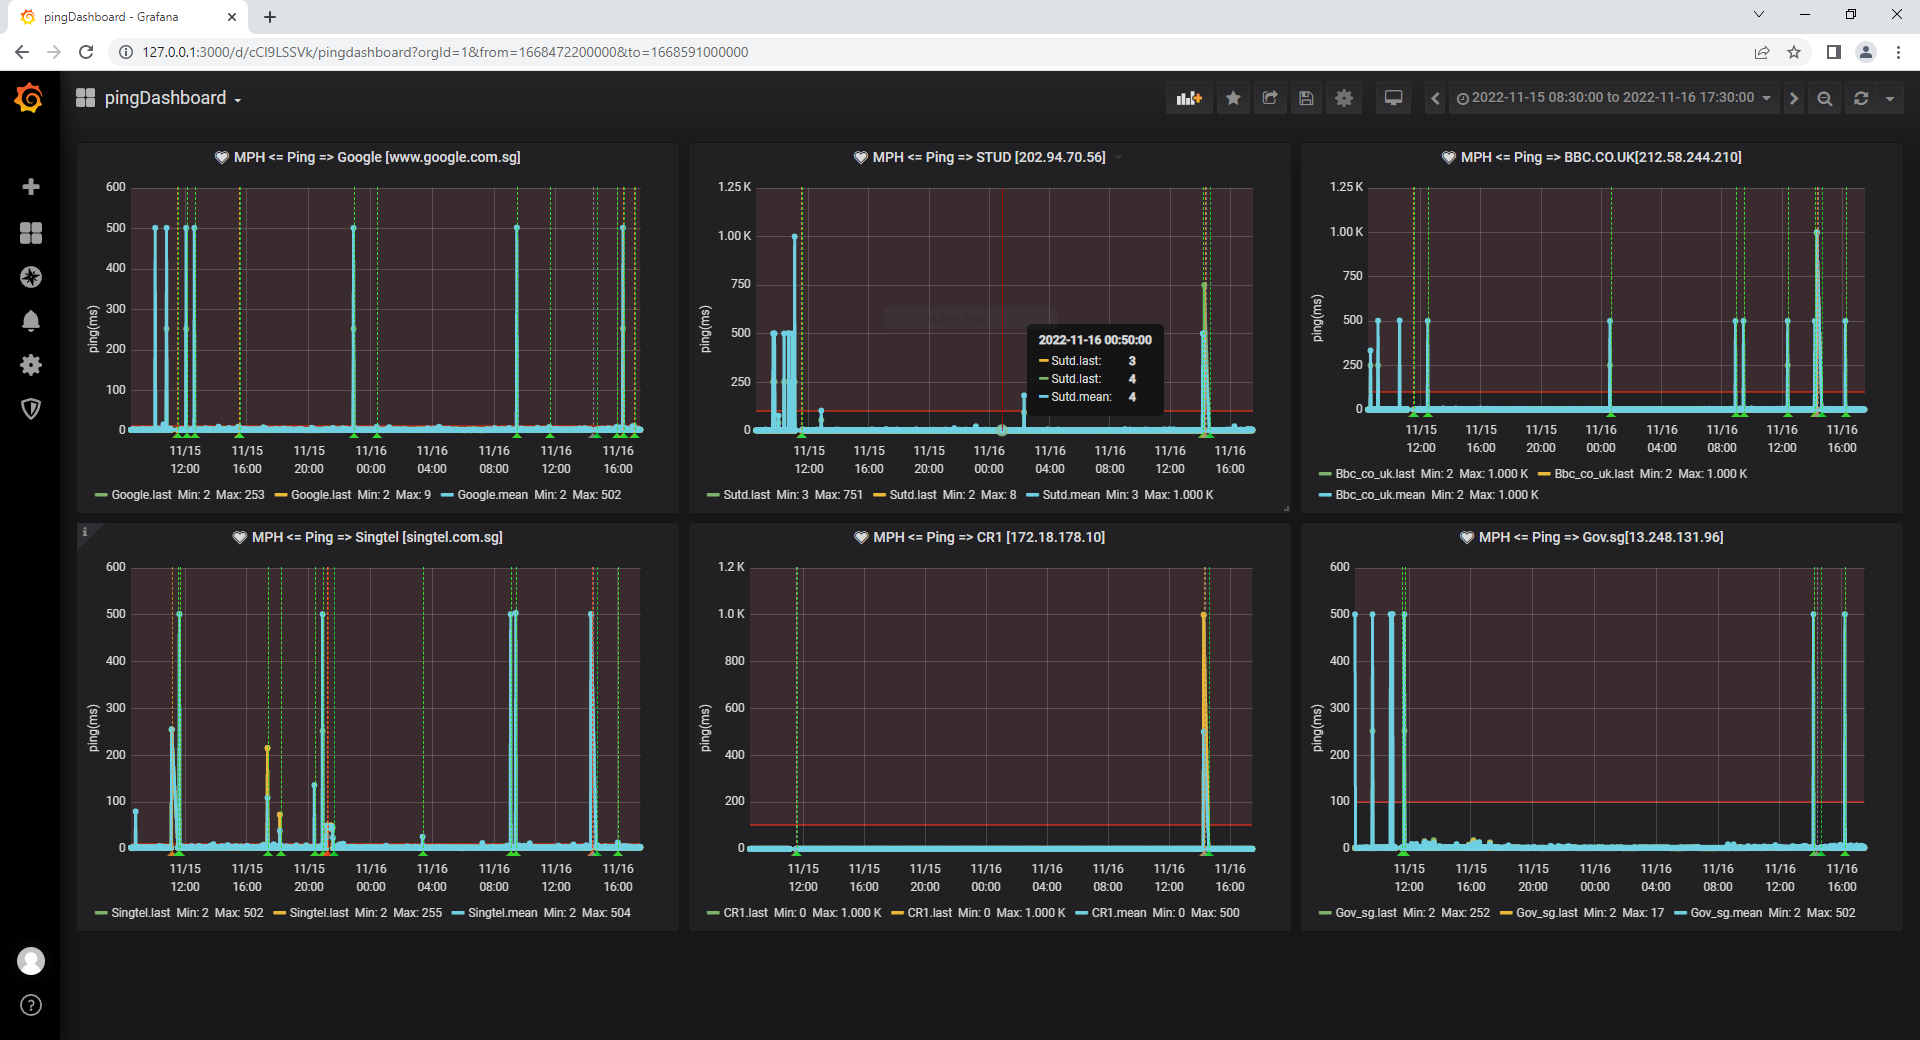 pingDashboard - Grafana
127.0.0.1:3000/d/cCI9LSSVk/pingdashboard?orgId=1&from=1668472200000&to=1668591000000
pingDashboard
2022-11-15 08:30:00 to 2022-11-16 17:30:00
MPH <= Ping => Google [www.google.com.sg]
ping(ms)
600
500
400
300
200
100
0
11/15 11/15 11/15 11/16 11/16 11/16 11/16 11/16
12:00 16:00 20:00 00:00 04:00 08:00 12:00 16:00
Google.last Min: 2 Max: 253 Google.last Min: 2 Max: 9 Google.mean Min: 2 Max: 502
MPH <= Ping => STUD [202.94.70.56]
ping(ms)
1.25 K
1.00 K
750
500
250
0
2022-11-16 00:50:00
Sutd.last: 3
Sutd.last: 4
Sutd.mean: 4
11/15 11/15 11/15 11/16 11/16 11/16 11/16 11/16
12:00 16:00 20:00 00:00 04:00 08:00 12:00 16:00
Sutd.last Min: 3 Max: 751 Sutd.last Min: 2 Max: 8 Sutd.mean Min: 3 Max: 1.000 K
MPH <= Ping => BBC.CO.UK[212.58.244.210]
ping(ms)
1.25 K
1.00 K
750
500
250
0
11/15 11/15 11/15 11/16 11/16 11/16 11/16 11/16
12:00 16:00 20:00 00:00 04:00 08:00 12:00 16:00
Bbc_co_uk.last Min: 2 Max: 1.000 K Bbc_co_uk.last Min: 2 Max: 1.000 K
Bbc_co_uk.mean Min: 2 Max: 1.000 K
i
MPH <= Ping => Singtel [singtel.com.sg]
ping(ms)
600
500
400
300
200
100
0
11/15 11/15 11/15 11/16 11/16 11/16 11/16 11/16
12:00 16:00 20:00 00:00 04:00 08:00 12:00 16:00
Singtel.last Min: 2 Max: 502 Singtel.last Min: 2 Max: 255 Singtel.mean Min: 2 Max: 504
MPH <= Ping => CR1 [172.18.178.10]
ping(ms)
1.2 K
1.0 K
800
600
400
200
0
11/15 11/15 11/15 11/16 11/16 11/16 11/16 11/16
12:00 16:00 20:00 00:00 04:00 08:00 12:00 16:00
CR1.last Min: 0 Max: 1.000 K CR1.last Min: 0 Max: 1.000 K CR1.mean Min: 0 Max: 500
MPH <= Ping => Gov.sg[13.248.131.96]
ping(ms)
600
500
400
300
200
100
0
11/15 11/15 11/15 11/16 11/16 11/16 11/16 11/16
12:00 16:00 20:00 00:00 04:00 08:00 12:00 16:00
Gov_sg.last Min: 2 Max: 252 Gov_sg.last Min: 2 Max: 17 Gov_sg.mean Min: 2 Max: 502